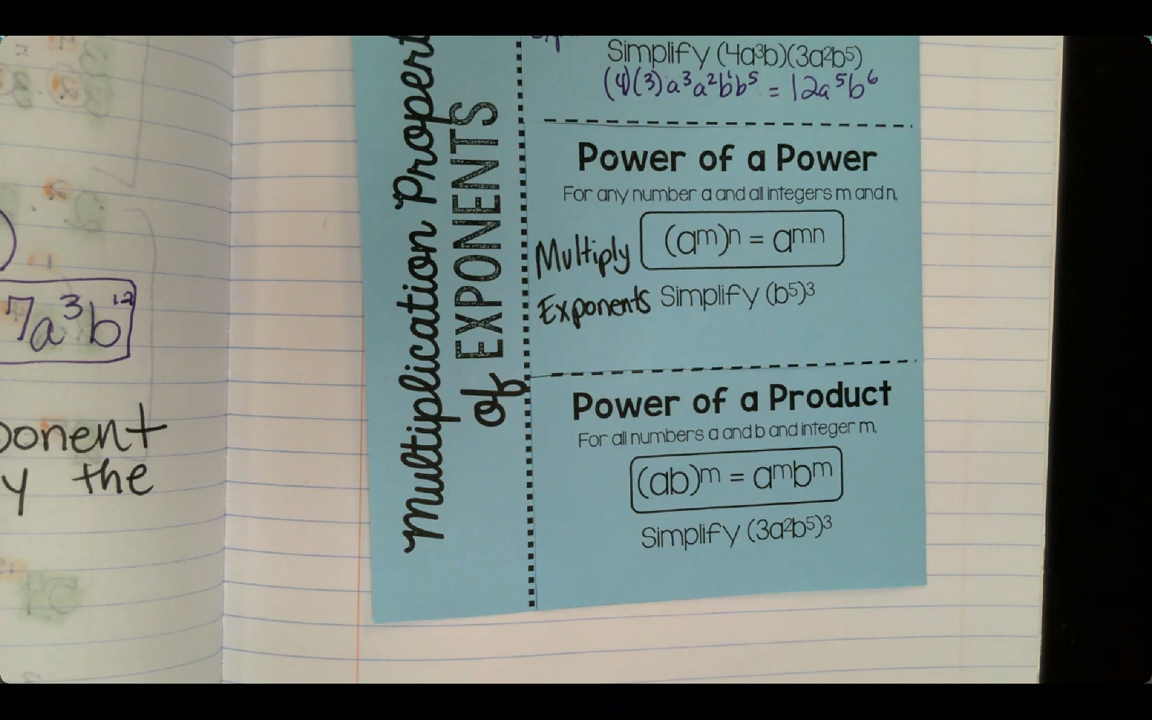 Multiplication Propert
of EXPONENTS
Simplify (4a³b)(3a²b⁵)
(4)(3)a³a²b¹b⁵ = 12a⁵b⁶
Power of a Power
For any number a and all integers m and n,
(aᵐ)ⁿ = aᵐⁿ
Multiply
Exponents
Simplify (b⁵)³
Power of a Product
For all numbers a and b and integer m,
(ab)ᵐ = aᵐbᵐ
Simplify (3a²b⁵)³
)
7a³b¹²
ponent
y the